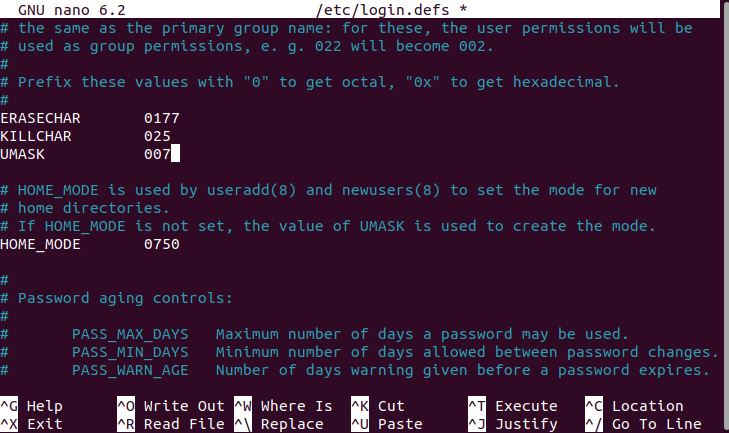 GNU nano 6.2 /etc/login.defs *
# the same as the primary group name: for these, the user permissions will be
# used as group permissions, e. g. 022 will become 002.
#
# Prefix these values with "0" to get octal, "0x" to get hexadecimal.
#
ERASECHAR 0177
KILLCHAR 025
UMASK 007
# HOME_MODE is used by useradd(8) and newusers(8) to set the mode for new
# home directories.
# If HOME_MODE is not set, the value of UMASK is used to create the mode.
HOME_MODE 0750
#
# Password aging controls:
#
# PASS_MAX_DAYS Maximum number of days a password may be used.
# PASS_MIN_DAYS Minimum number of days allowed between password changes.
# PASS_WARN_AGE Number of days warning given before a password expires.
^G Help ^O Write Out ^W Where Is ^K Cut ^T Execute ^C Location
^X Exit ^R Read File ^\ Replace ^U Paste ^J Justify ^/ Go To Line